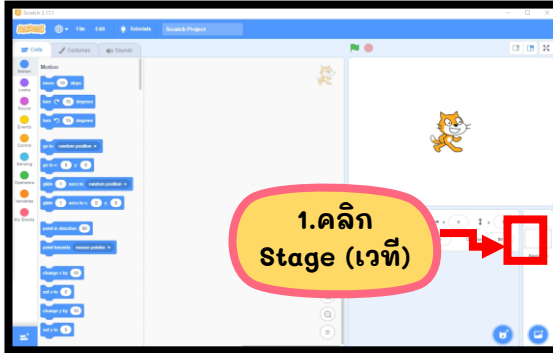 Scratch 3.17.1
SCRATCH
File
Edit
Tutorials
Scratch Project
Code
Costumes
Sounds
Motion
Looks
Sound
Events
Control
Sensing
Operators
Variables
My Blocks
Motion
move 10 steps
turn 15 degrees
turn 15 degrees
go to random position
go to x: 0 y: 0
glide 1 secs to random position
glide 1 secs to x: 0 y: 0
point in direction 90
point towards mouse-pointer
change x by 10
set x to 0
change y by 10
set y to 0
1.คลิก
Stage (เวที)